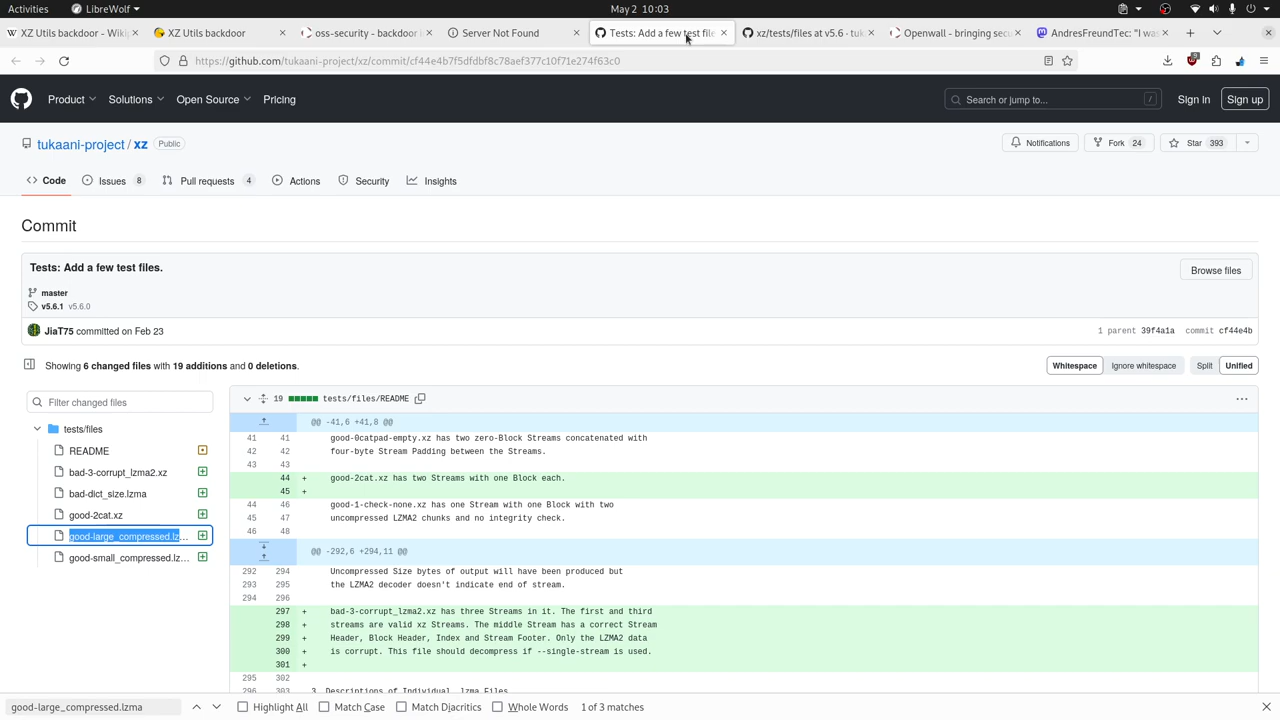 Activities
LibreWolf
May 2 10:03
XZ Utils backdoor - Wikip
XZ Utils backdoor
oss-security - backdoor i
Server Not Found
Tests: Add a few test file
xz/tests/files at v5.6 · tuk
Openwall - bringing secu
AndresFreundTec: "I was
https://github.com/tukaani-project/xz/commit/cf44e4b7f5dfdbf8c78aef377c10f71e274f63c0
Product
Solutions
Open Source
Pricing
Search or jump to...
/
Sign in
Sign up
tukaani-project / xz
Public
Notifications
Fork 24
Star 393
Code
Issues 8
Pull requests 4
Actions
Security
Insights
Commit
Tests: Add a few test files.
Browse files
master
v5.6.1 v5.6.0
JiaT75 committed on Feb 23
1 parent 39f4a1a commit cf44e4b
Showing 6 changed files with 19 additions and 0 deletions.
Whitespace
Ignore whitespace
Split
Unified
Filter changed files
tests/files
README
bad-3-corrupt_lzma2.xz
bad-dict_size.lzma
good-2cat.xz
good-large_compressed.lz...
good-small_compressed.lz...
19 tests/files/README
@@ -41,6 +41,8 @@
41 41 good-0catpad-empty.xz has two zero-Block Streams concatenated with
42 42 four-byte Stream Padding between the Streams.
43 43
44 + good-2cat.xz has two Streams with one Block each.
45 +
44 46 good-1-check-none.xz has one Stream with one Block with two
45 47 uncompressed LZMA2 chunks and no integrity check.
46 48
@@ -292,6 +294,11 @@
292 294 Uncompressed Size bytes of output will have been produced but
293 295 the LZMA2 decoder doesn't indicate end of stream.
294 296
297 + bad-3-corrupt_lzma2.xz has three Streams in it. The first and third
298 + streams are valid xz Streams. The middle Stream has a correct Stream
299 + Header, Block Header, Index and Stream Footer. Only the LZMA2 data
300 + is corrupt. This file should decompress if --single-stream is used.
301 +
295 302
296 303 3. Descriptions of Individual .lzma Files
good-large_compressed.lzma
Highlight All
Match Case
Match Diacritics
Whole Words
1 of 3 matches